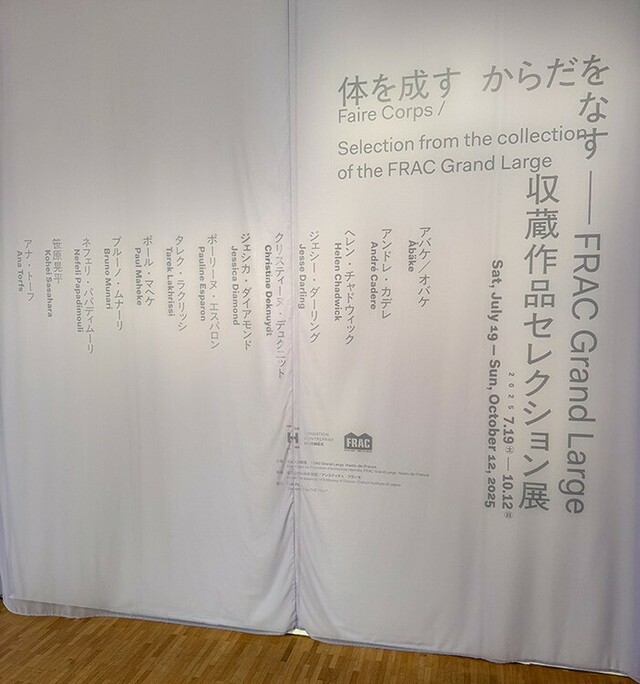 体を成す からだをなす —— FRAC Grand Large
収蔵作品セレクション展
Faire Corps /
Selection from the collection
of the FRAC Grand Large
2025 7.19㊏ — 10.12㊐
Sat, July 19 – Sun, October 12, 2025
アバケ／オバケ
Åbäke
アンドレ・カデレ
André Cadere
ヘレン・チャドウィック
Helen Chadwick
ジェシー・ダーリング
Jesse Darling
クリスティーヌ・デクニット
Christine Deknuydt
ジェシカ・ダイアモンド
Jessica Diamond
ポーリーヌ・エスパロン
Pauline Esparon
タレク・ラクリッシ
Tarek Lakhrissi
ポール・マヘケ
Paul Maheke
ブルーノ・ムナーリ
Bruno Munari
ネフェリ・パパディムーリ
Nefeli Papadimouli
笹原晃平
Kohei Sasahara
アナ・トーフ
Ana Torfs
H
FRAC